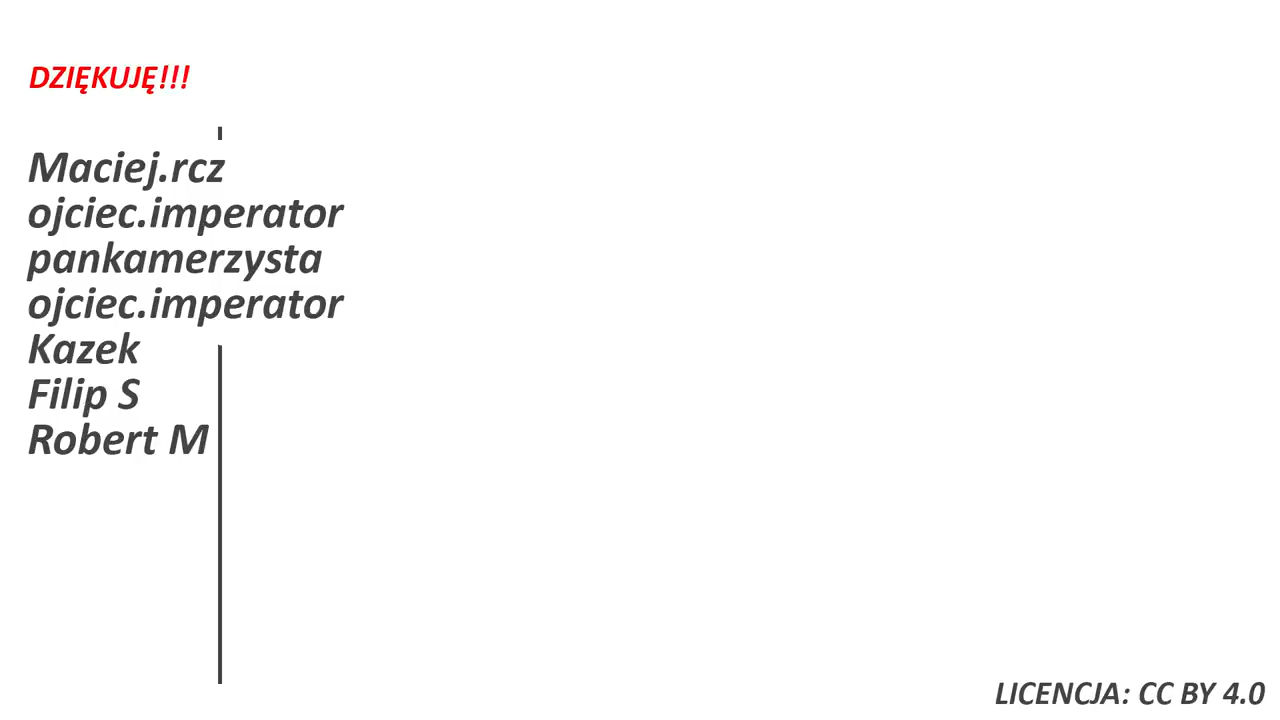 DZIĘKUJĘ!!!
Maciej.rcz
ojciec.imperator
pankamerzysta
ojciec.imperator
Kazek
Filip S
Robert M
LICENCJA: CC BY 4.0